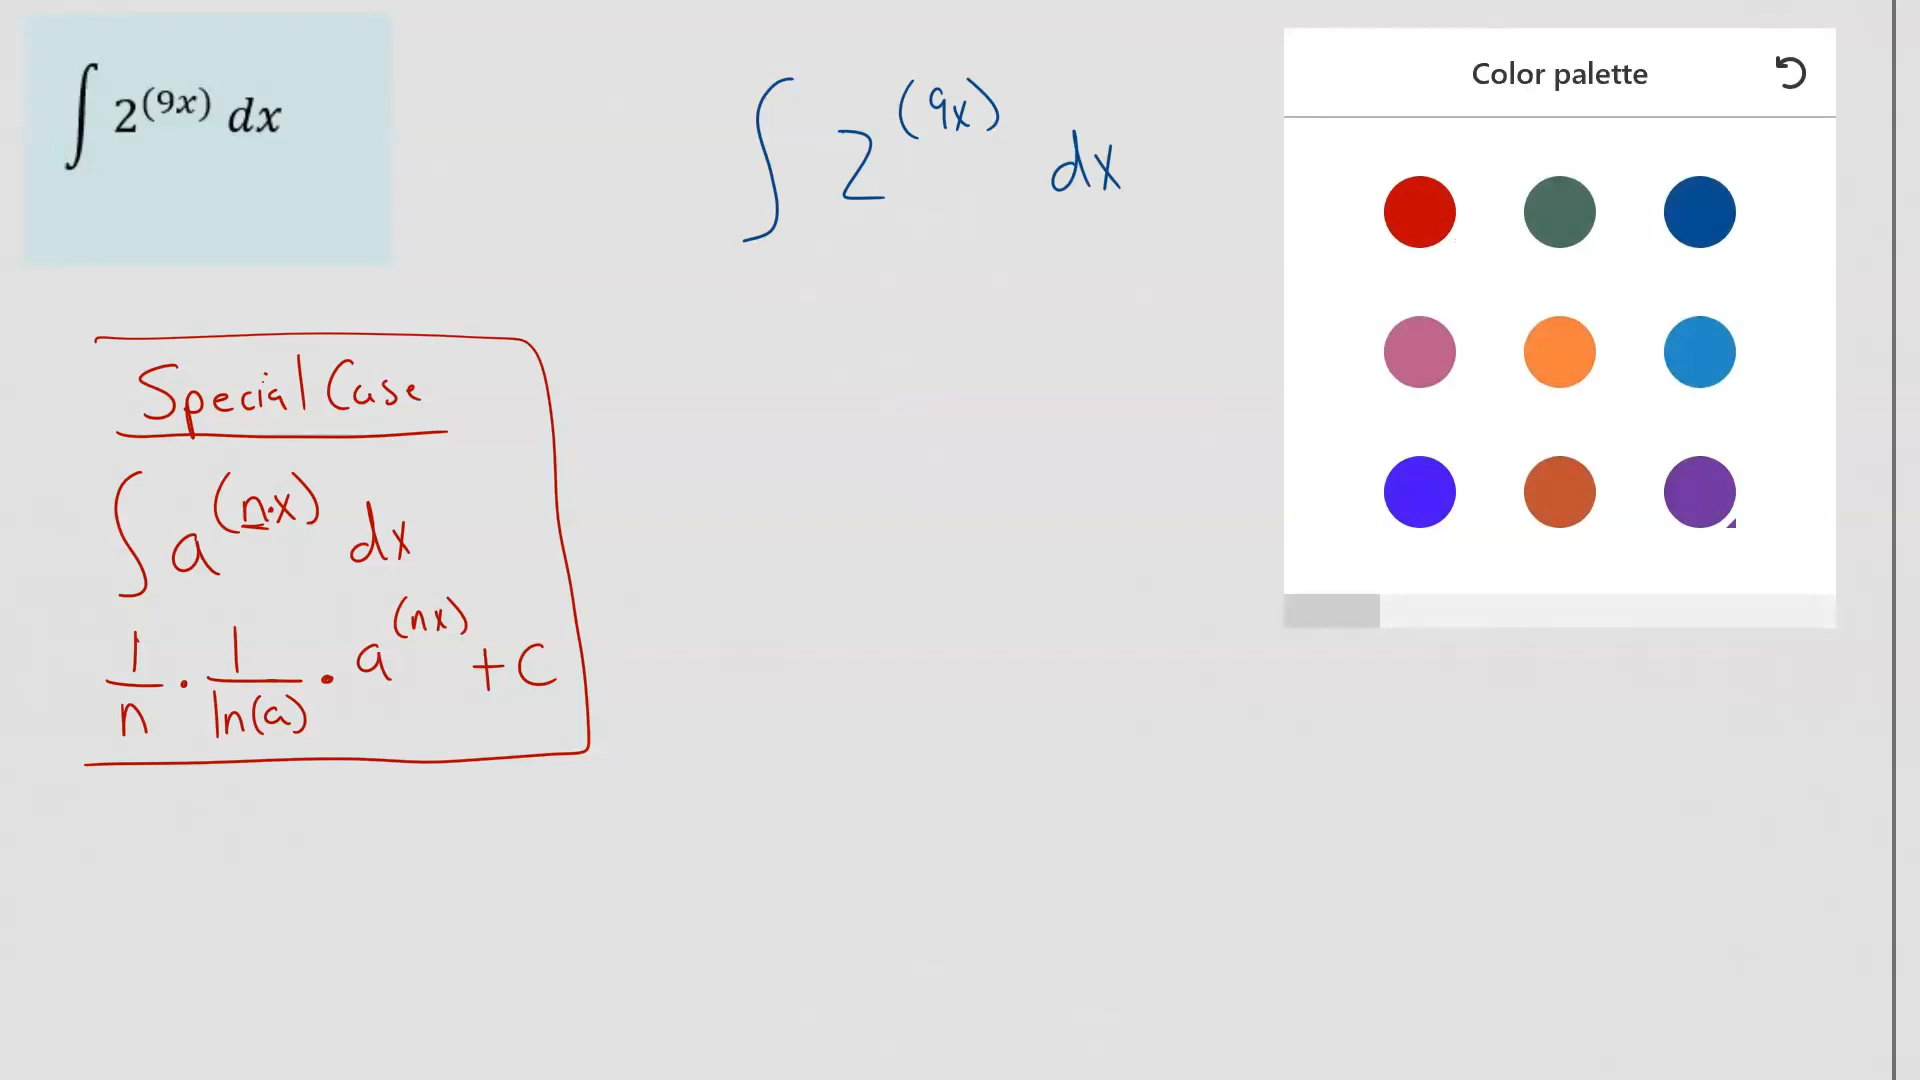 ∫ 2^(9x) dx
∫ 2^(9x) dx
Color palette
Special Case
∫ a^(n·x) dx
1/n · 1/ln(a) · a^(nx) + C